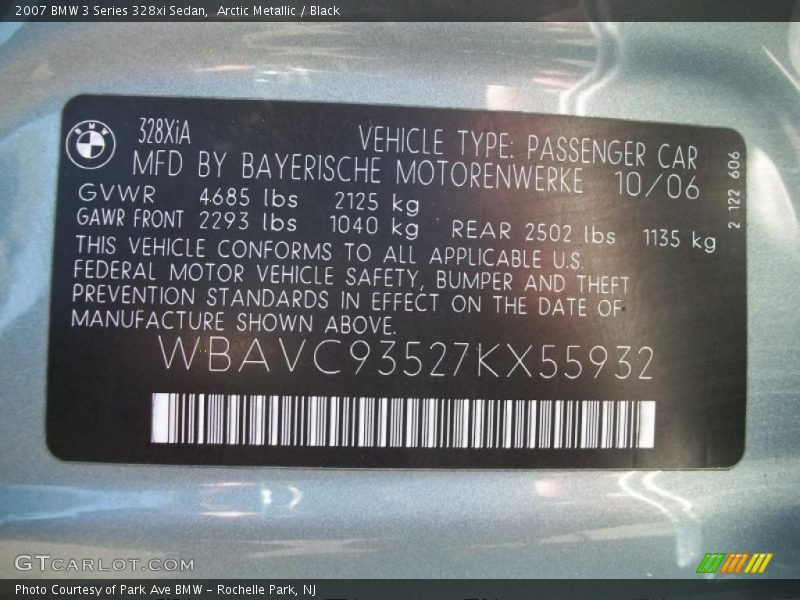 2007 BMW 3 Series 328xi Sedan,  Arctic Metallic / Black
BMW
328XiA
VEHICLE TYPE: PASSENGER CAR
MFD BY BAYERISCHE MOTORENWERKE 10/06
GVWR 4685 lbs 2125 kg
GAWR FRONT 2293 lbs 1040 kg REAR 2502 lbs 1135 kg
THIS VEHICLE CONFORMS TO ALL APPLICABLE U.S.
FEDERAL MOTOR VEHICLE SAFETY, BUMPER AND THEFT
PREVENTION STANDARDS IN EFFECT ON THE DATE OF
MANUFACTURE SHOWN ABOVE.
WBAVC93527KX55932
2 122 606
GTCARLOT.COM
Photo Courtesy of Park Ave BMW - Rochelle Park, NJ